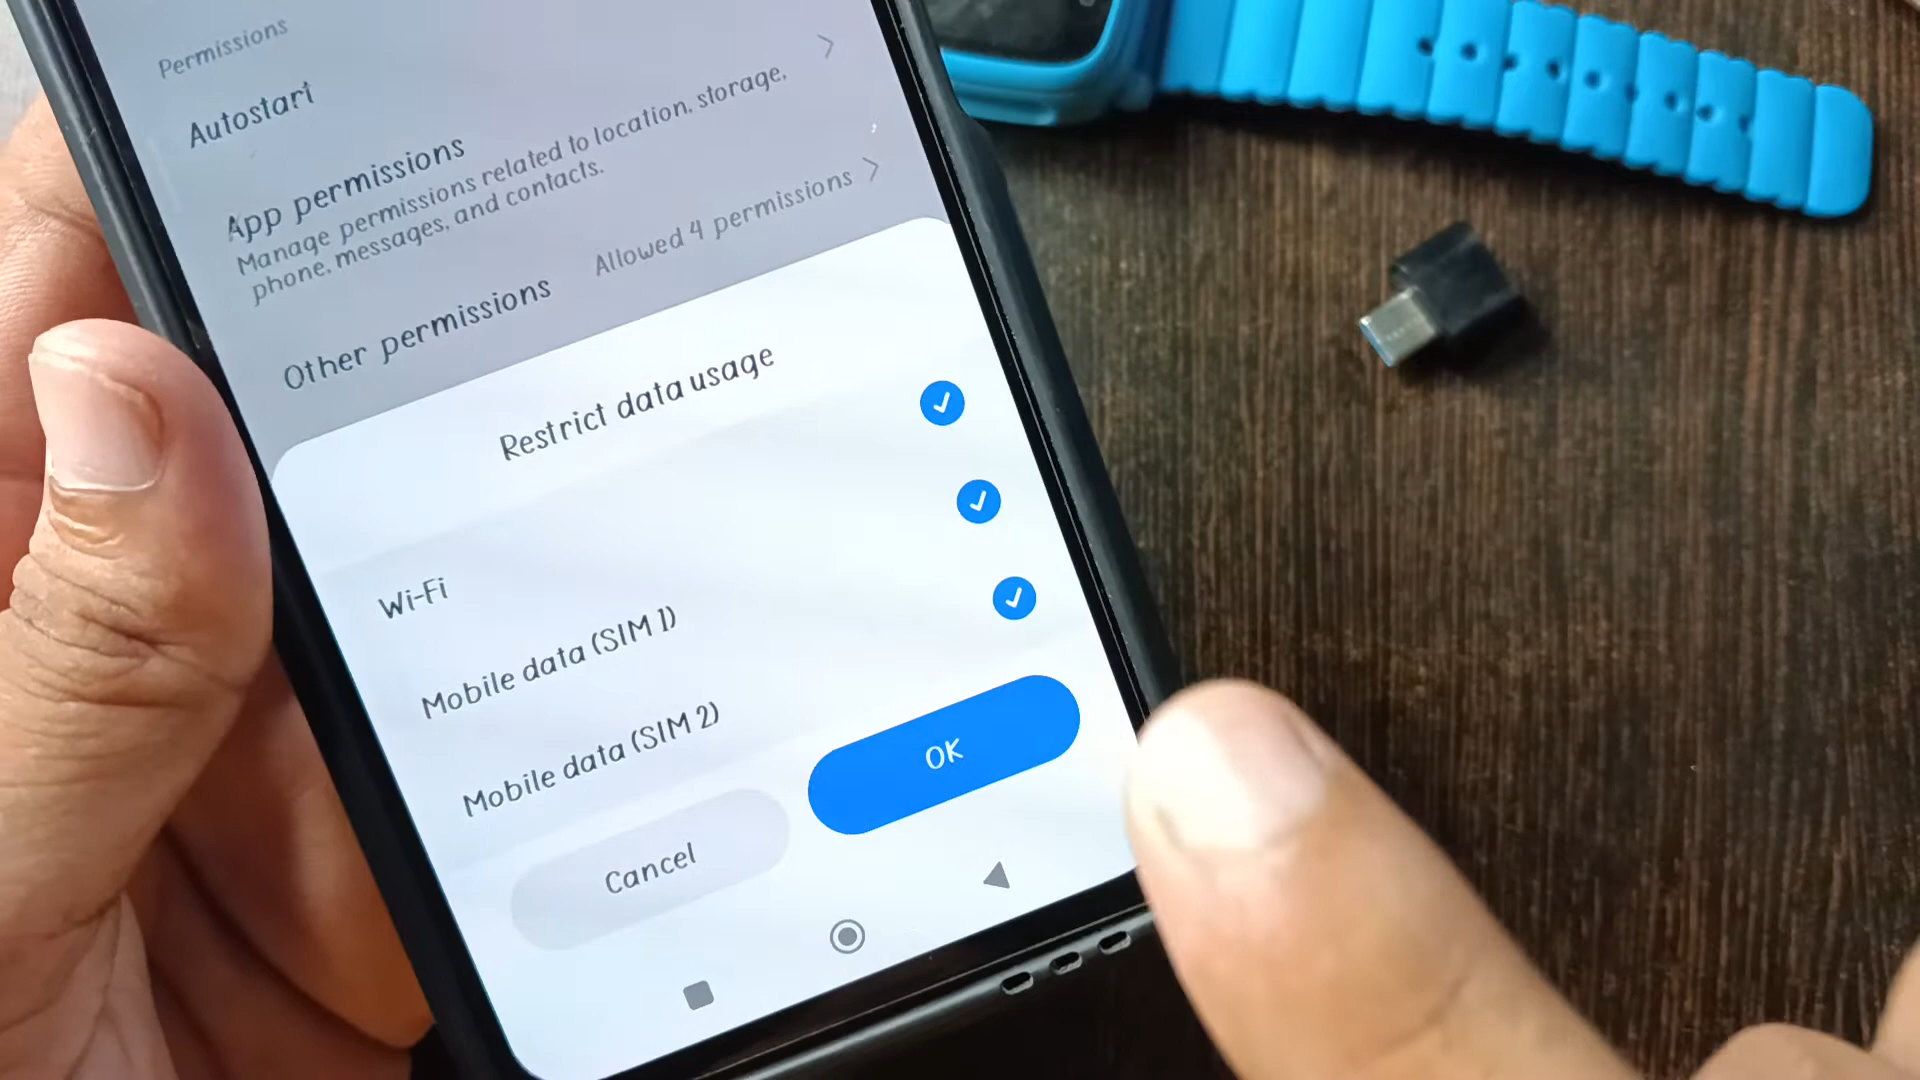 Permissions
Autostart
App permissions
Manage permissions related to location, storage,
phone, messages, and contacts.
Other permissions Allowed 4 permissions
Restrict data usage
Wi-Fi
Mobile data (SIM 1)
Mobile data (SIM 2)
Cancel OK